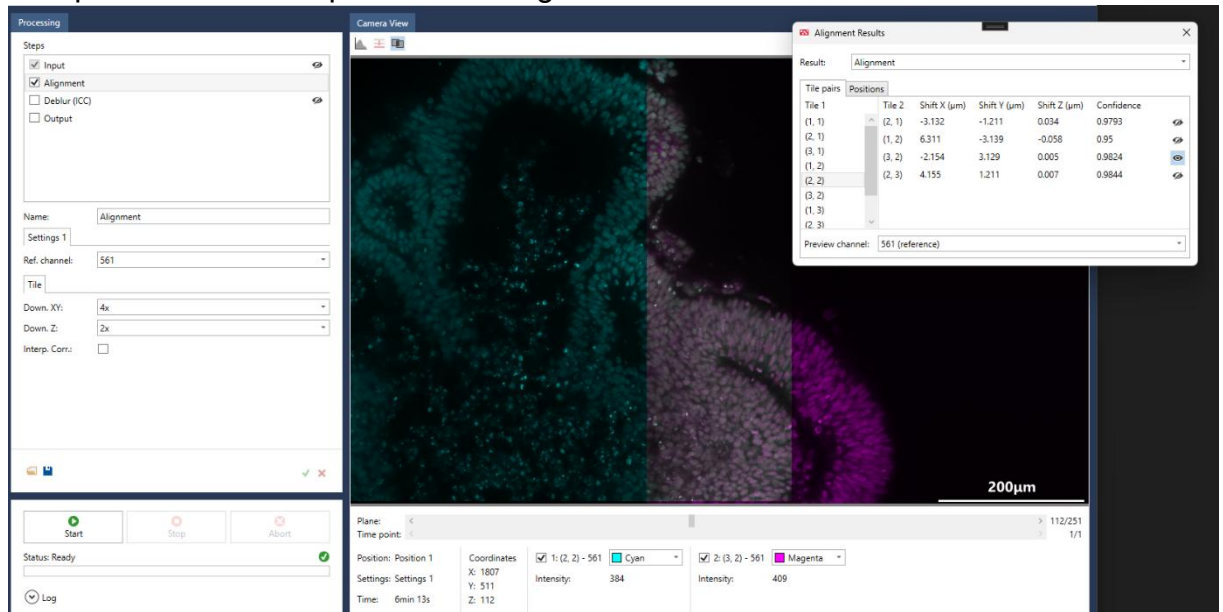 Processing
Steps
Input
Alignment
Deblur (ICC)
Output
Name: Alignment
Settings 1
Ref. channel: 561
Tile
Down. XY: 4x
Down. Z: 2x
Interp. Corr.:
Start Stop Abort
Status: Ready
Log
Camera View
200µm
Plane: 112/251
Time point: 1/1
Position: Position 1
Settings: Settings 1
Time: 6min 13s
Coordinates
X: 1807
Y: 511
Z: 112
1: (2, 2) - 561 Cyan
Intensity: 384
2: (3, 2) - 561 Magenta
Intensity: 409
Alignment Results
Result: Alignment
Tile pairs Positions
Tile 1
(1, 1)
(2, 1)
(3, 1)
(1, 2)
(2, 2)
(3, 2)
(1, 3)
(2, 3)
Tile 2 Shift X (µm) Shift Y (µm) Shift Z (µm) Confidence
(2, 1) -3.132 -1.211 0.034 0.9793
(1, 2) 6.311 -3.139 -0.058 0.95
(3, 2) -2.154 3.129 0.005 0.9824
(2, 3) 4.155 1.211 0.007 0.9844
Preview channel: 561 (reference)